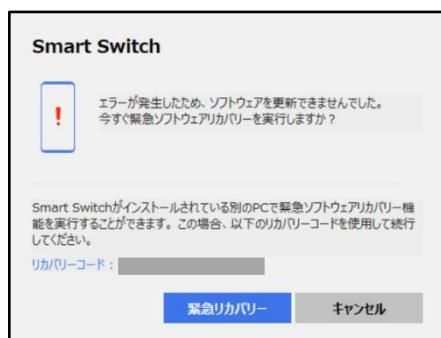 Smart Switch
!
エラーが発生したため、ソフトウェアを更新できませんでした。
今すぐ緊急ソフトウェアリカバリーを実行しますか？
Smart Switchがインストールされている別のPCで緊急ソフトウェアリカバリー機
能を実行することができます。この場合、以下のリカバリーコードを使用して続行
してください。
リカバリーコード：
緊急リカバリー
キャンセル